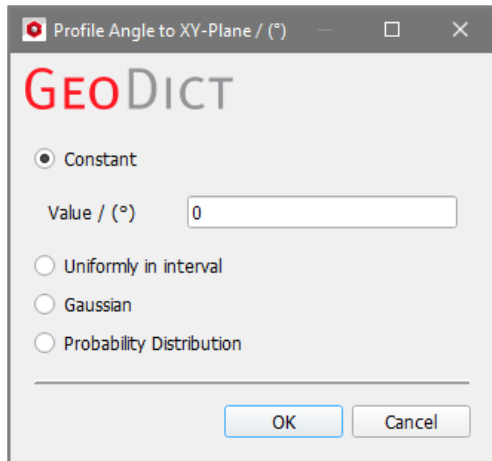 Profile Angle to XY-Plane / (°)
GEODICT
Constant
Value / (°) 0
Uniformly in interval
Gaussian
Probability Distribution
OK Cancel